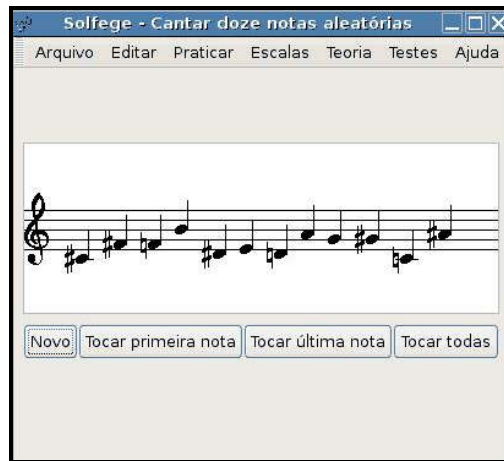 Solfege - Cantar doze notas aleatórias
Arquivo Editar Praticar Escalas Teoria Testes Ajuda
Novo Tocar primeira nota Tocar última nota Tocar todas